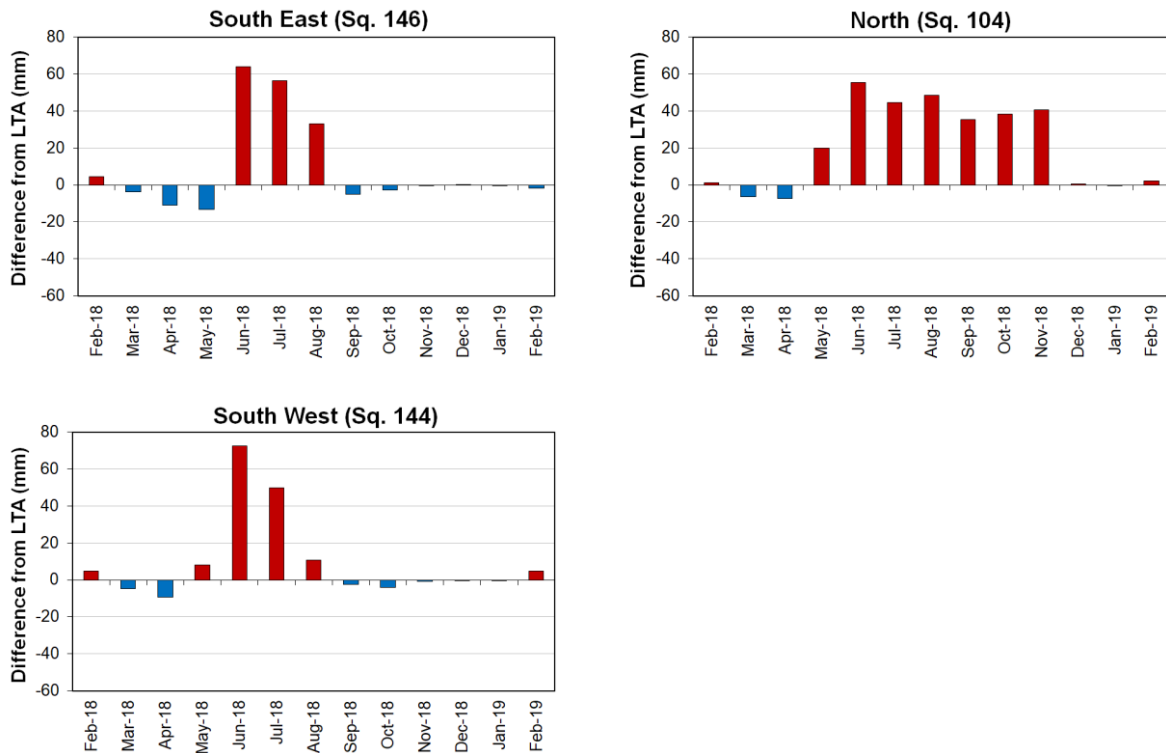 South East (Sq. 146)
Difference from LTA (mm)
80
60
40
20
0
-20
-40
-60
Feb-18
Mar-18
Apr-18
May-18
Jun-18
Jul-18
Aug-18
Sep-18
Oct-18
Nov-18
Dec-18
Jan-19
Feb-19
North (Sq. 104)
Difference from LTA (mm)
80
60
40
20
0
-20
-40
-60
Feb-18
Mar-18
Apr-18
May-18
Jun-18
Jul-18
Aug-18
Sep-18
Oct-18
Nov-18
Dec-18
Jan-19
Feb-19
South West (Sq. 144)
Difference from LTA (mm)
80
60
40
20
0
-20
-40
-60
Feb-18
Mar-18
Apr-18
May-18
Jun-18
Jul-18
Aug-18
Sep-18
Oct-18
Nov-18
Dec-18
Jan-19
Feb-19